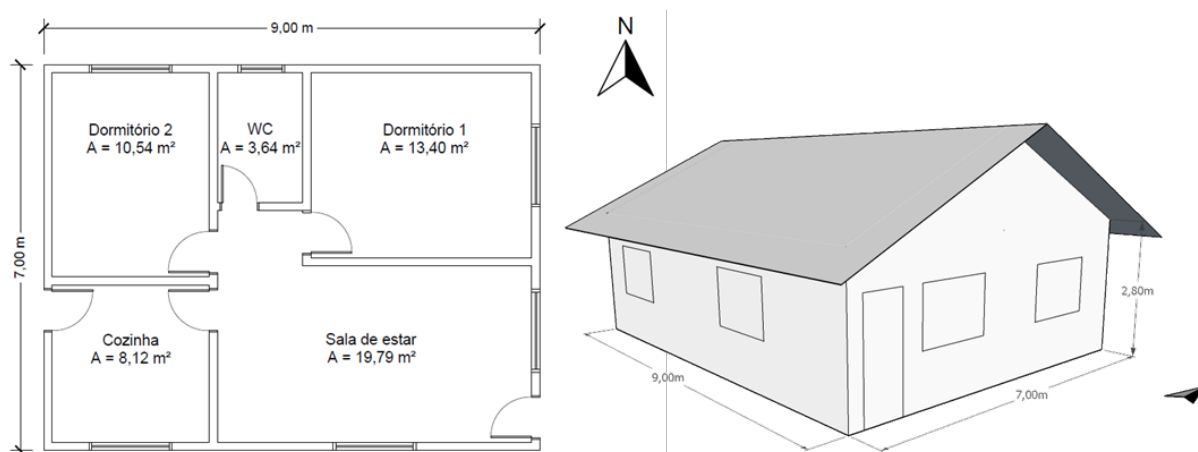 9,00 m
N
Dormitório 2
A = 10,54 m²
WC
A = 3,64 m²
Dormitório 1
A = 13,40 m²
7,00 m
Cozinha
A = 8,12 m²
Sala de estar
A = 19,79 m²
2,80m
9,00m
7,00m